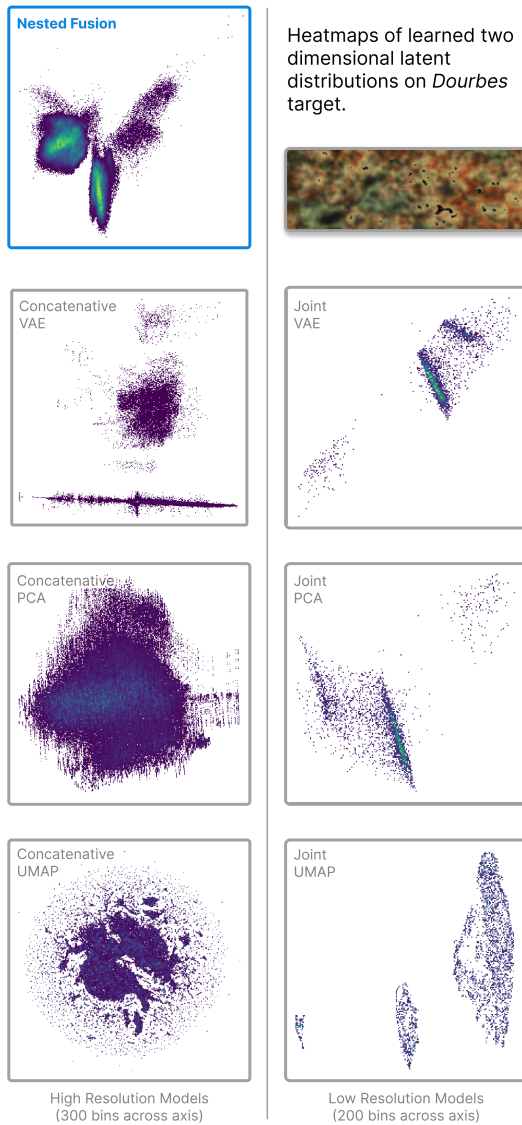 Nested Fusion
Heatmaps of learned two
dimensional latent
distributions on Dourbes
target.
Concatenative
VAE
Joint
VAE
Concatenative
PCA
Joint
PCA
Concatenative
UMAP
Joint
UMAP
High Resolution Models
(300 bins across axis)
Low Resolution Models
(200 bins across axis)